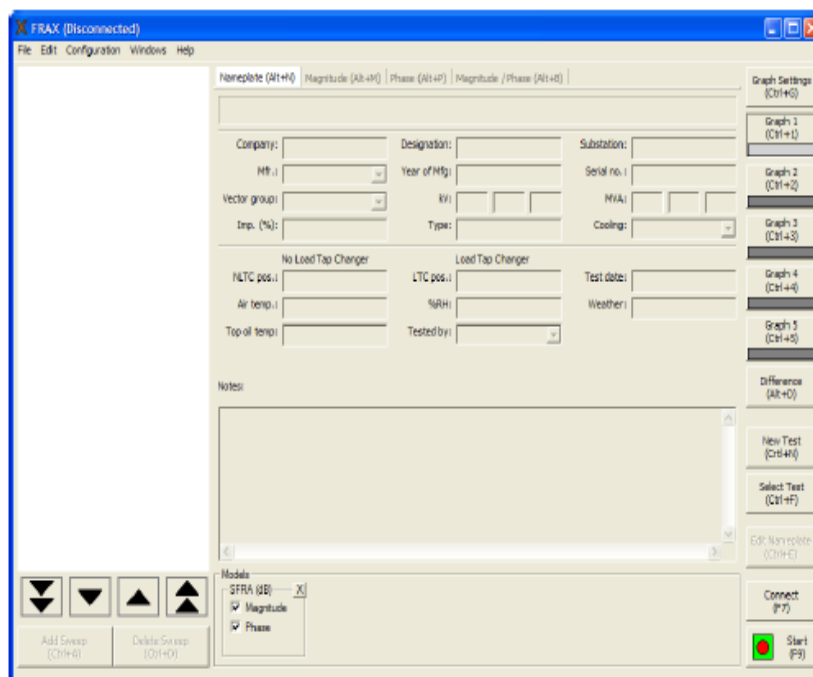 FRAX (Disconnected)
File Edit Configuration Windows Help
Nameplate (Alt+N) Magnitude (Alt+M) Phase (Alt+P) Magnitude / Phase (Alt+B)
Company: Designation: Substation:
Mfr.: Year of Mfg: Serial no.:
Vector group: kV: MVA:
Imp. (%): Type: Cooling:
No Load Tap Changer Load Tap Changer
NLTC pos.: LTC pos.: Test date:
Air temp.: %RH: Weather:
Top oil temp: Tested by:
Notes:
Models
SFRA (dB) X
Magnitude
Phase
Add Sweep
(Ctrl+A)
Delete Sweep
(Ctrl+D)
Graph Settings
(Ctrl+G)
Graph 1
(Ctrl+1)
Graph 2
(Ctrl+2)
Graph 3
(Ctrl+3)
Graph 4
(Ctrl+4)
Graph 5
(Ctrl+5)
Difference
(Alt+D)
New Test
(Crtl+N)
Select Test
(Ctrl+F)
Edit Nameplate
(Ctrl+E)
Connect
(F7)
Start
(F9)